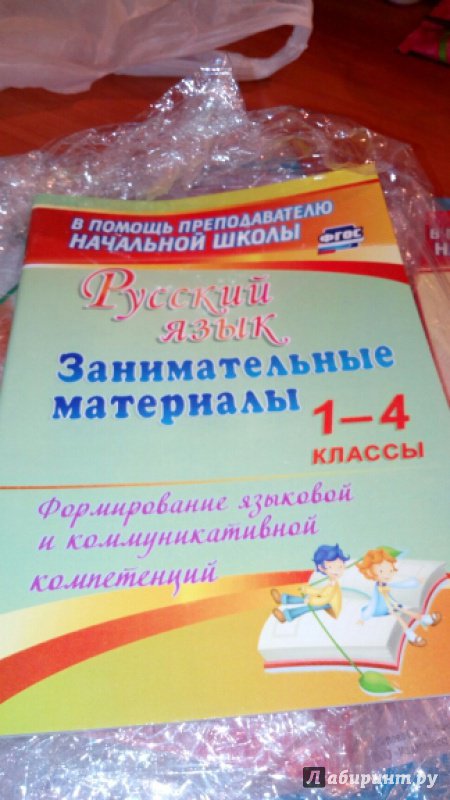 В ПОМОЩЬ ПРЕПОДАВАТЕЛЮ
НАЧАЛЬНОЙ ШКОЛЫ
ФГОС
Русский
язык
Занимательные
материалы
1–4
КЛАССЫ
Формирование языковой
и коммуникативной
компетенций
Лабиринт.ру